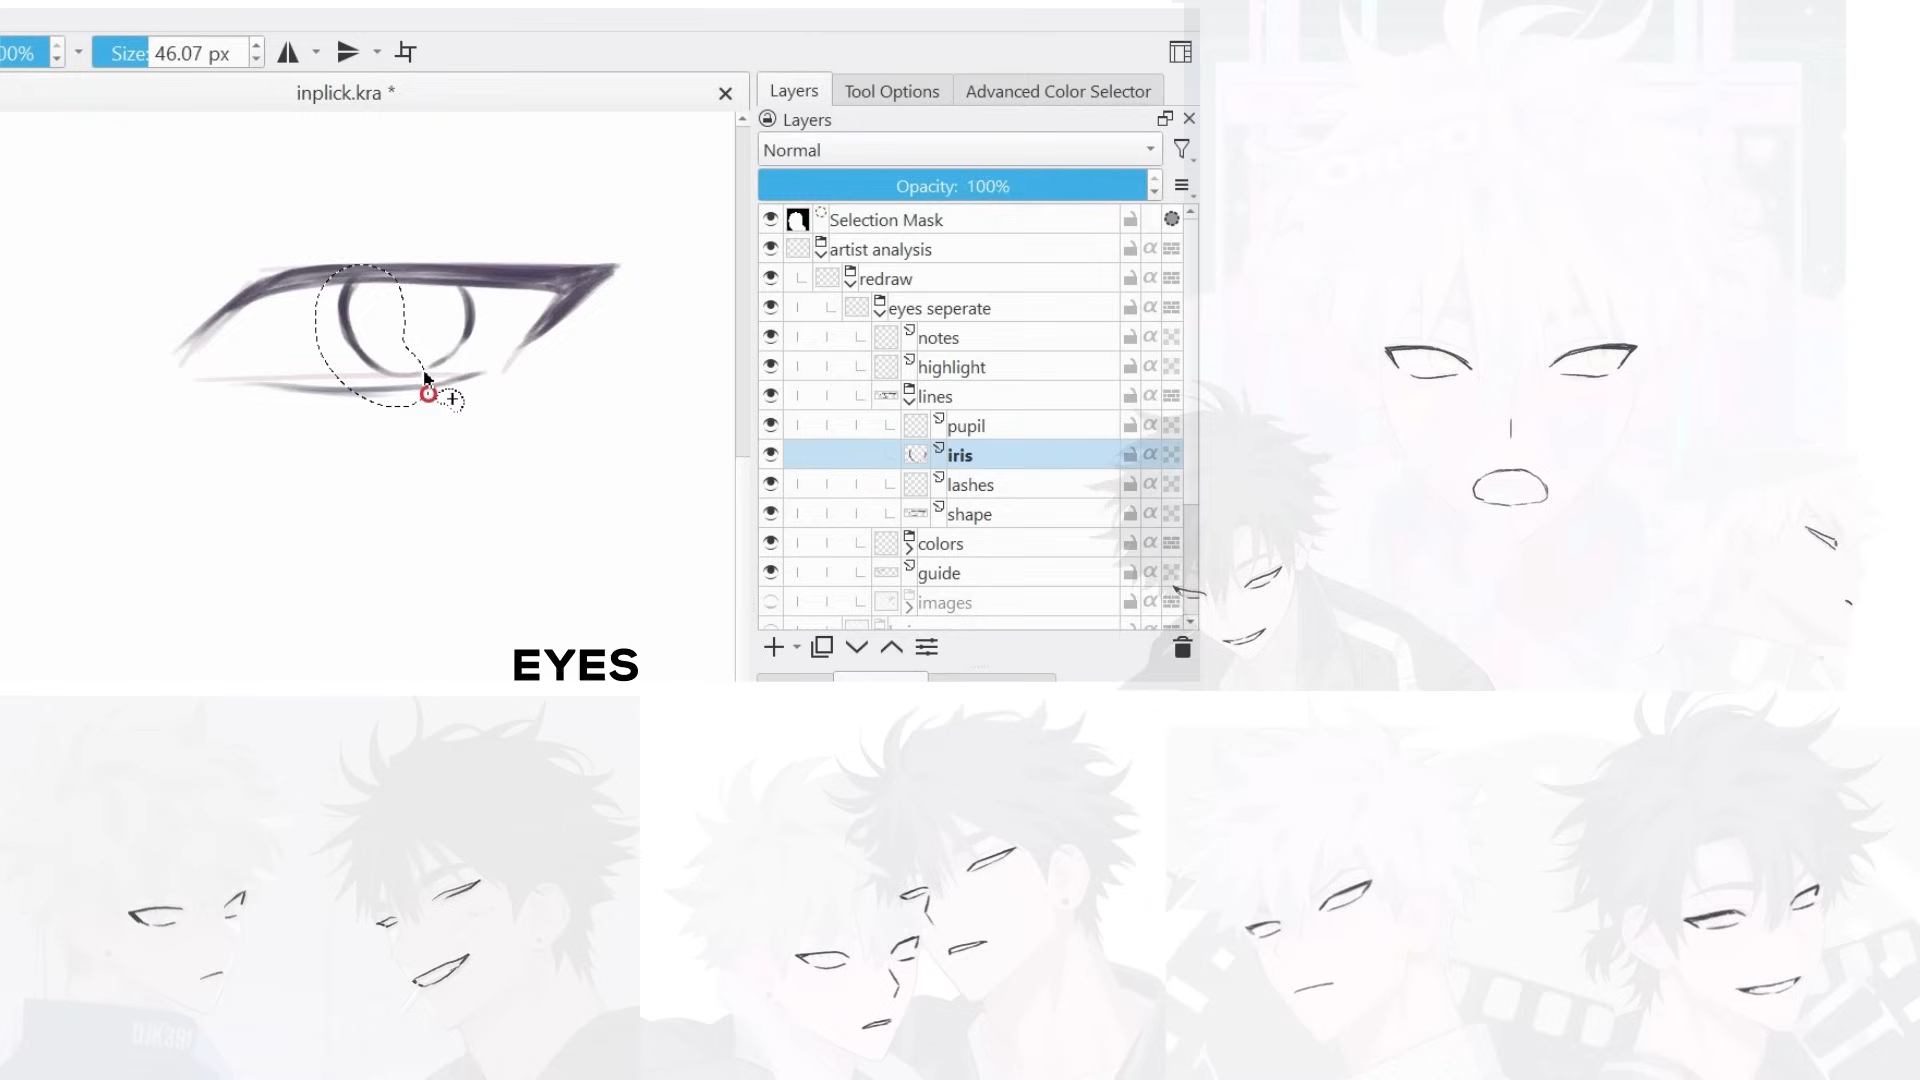 00%
Size: 46.07 px
inplick.kra *
Layers
Tool Options
Advanced Color Selector
Layers
Normal
Opacity: 100%
Selection Mask
artist analysis
redraw
eyes seperate
notes
highlight
lines
pupil
iris
lashes
shape
colors
guide
images
EYES